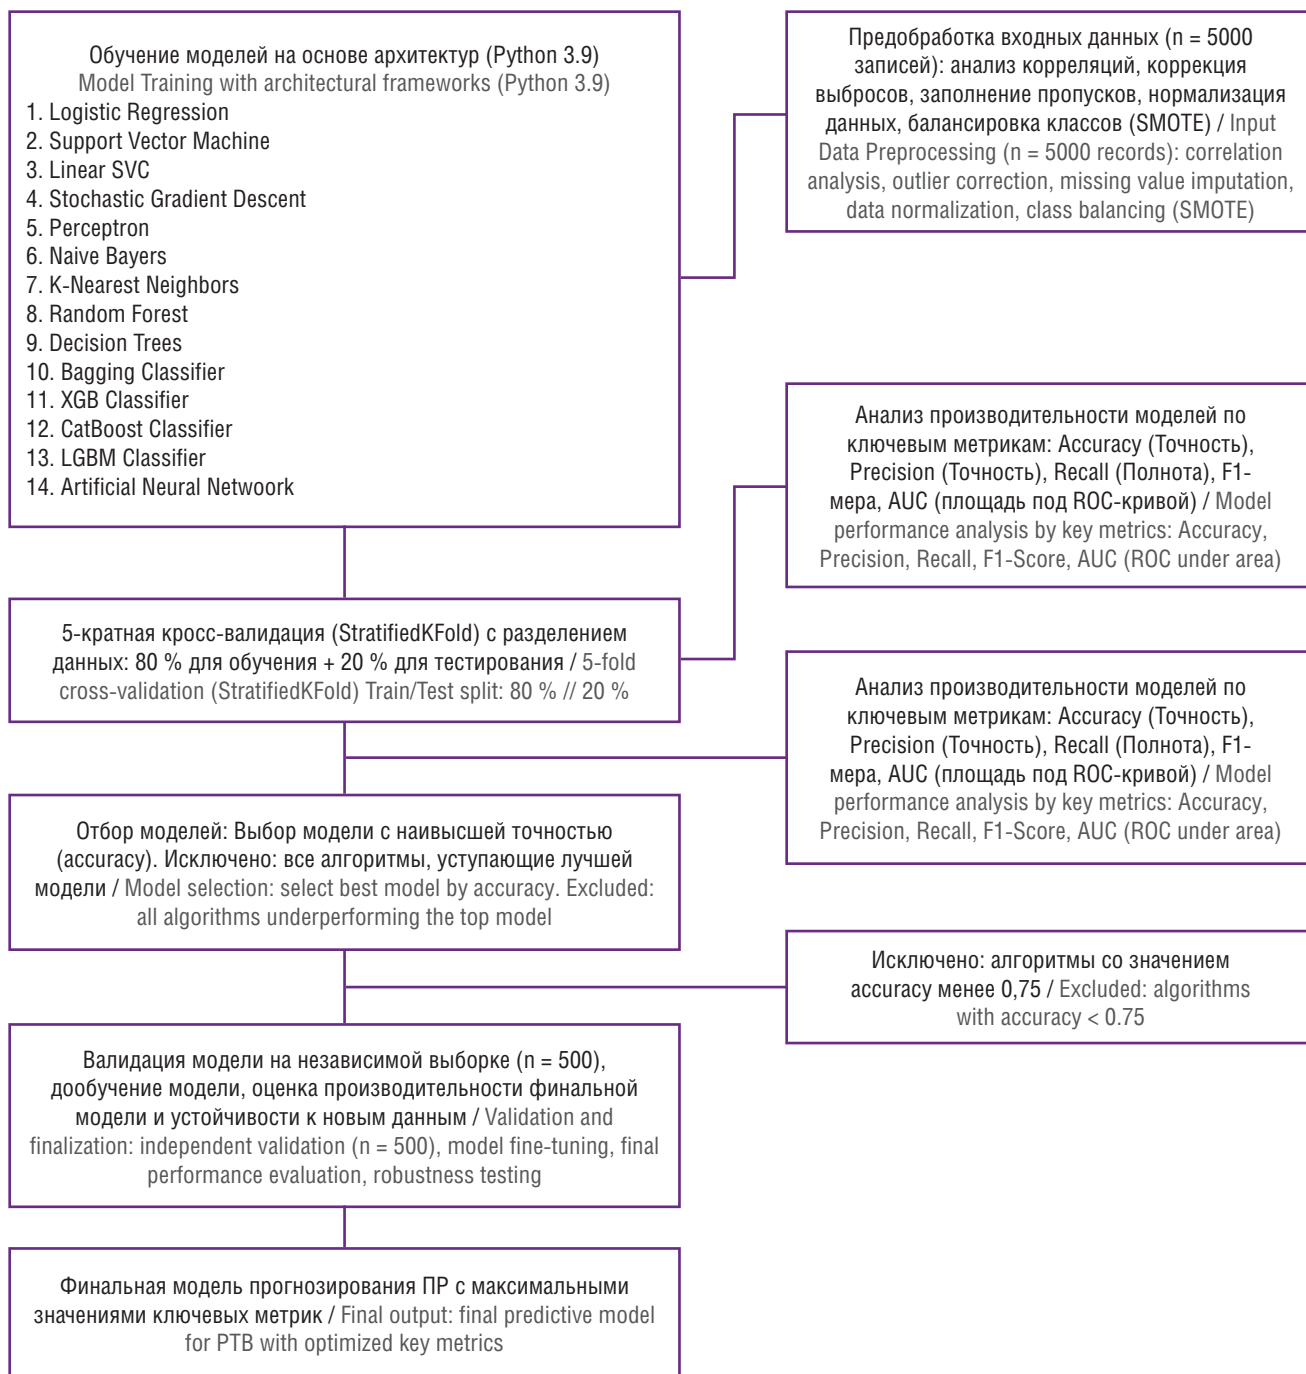 Обучение моделей на основе архитектур (Python 3.9)
Model Training with architectural frameworks (Python 3.9)
1. Logistic Regression
2. Support Vector Machine
3. Linear SVC
4. Stochastic Gradient Descent
5. Perceptron
6. Naive Bayers
7. K-Nearest Neighbors
8. Random Forest
9. Decision Trees
10. Bagging Classifier
11. XGB Classifier
12. CatBoost Classifier
13. LGBM Classifier
14. Artificial Neural Netwoork
Предобработка входных данных (n = 5000
записей): анализ корреляций, коррекция
выбросов, заполнение пропусков, нормализация
данных, балансировка классов (SMOTE) / Input
Data Preprocessing (n = 5000 records): correlation
analysis, outlier correction, missing value imputation,
data normalization, class balancing (SMOTE)
Анализ производительности моделей по
ключевым метрикам: Accuracy (Точность),
Precision (Точность), Recall (Полнота), F1-
мера, AUC (площадь под ROC-кривой) / Model
performance analysis by key metrics: Accuracy,
Precision, Recall, F1-Score, AUC (ROC under area)
5-кратная кросс-валидация (StratifiedKFold) с разделением
данных: 80 % для обучения + 20 % для тестирования / 5-fold
cross-validation (StratifiedKFold) Train/Test split: 80 % // 20 %
Анализ производительности моделей по
ключевым метрикам: Accuracy (Точность),
Precision (Точность), Recall (Полнота), F1-
мера, AUC (площадь под ROC-кривой) / Model
performance analysis by key metrics: Accuracy,
Precision, Recall, F1-Score, AUC (ROC under area)
Отбор моделей: Выбор модели с наивысшей точностью
(accuracy). Исключено: все алгоритмы, уступающие лучшей
модели / Model selection: select best model by accuracy. Excluded:
all algorithms underperforming the top model
Исключено: алгоритмы со значением
accuracy менее 0,75 / Excluded: algorithms
with accuracy < 0.75
Валидация модели на независимой выборке (n = 500),
дообучение модели, оценка производительности финальной
модели и устойчивости к новым данным / Validation and
finalization: independent validation (n = 500), model fine-tuning, final
performance evaluation, robustness testing
Финальная модель прогнозирования ПР с максимальными
значениями ключевых метрик / Final output: final predictive model
for PTB with optimized key metrics